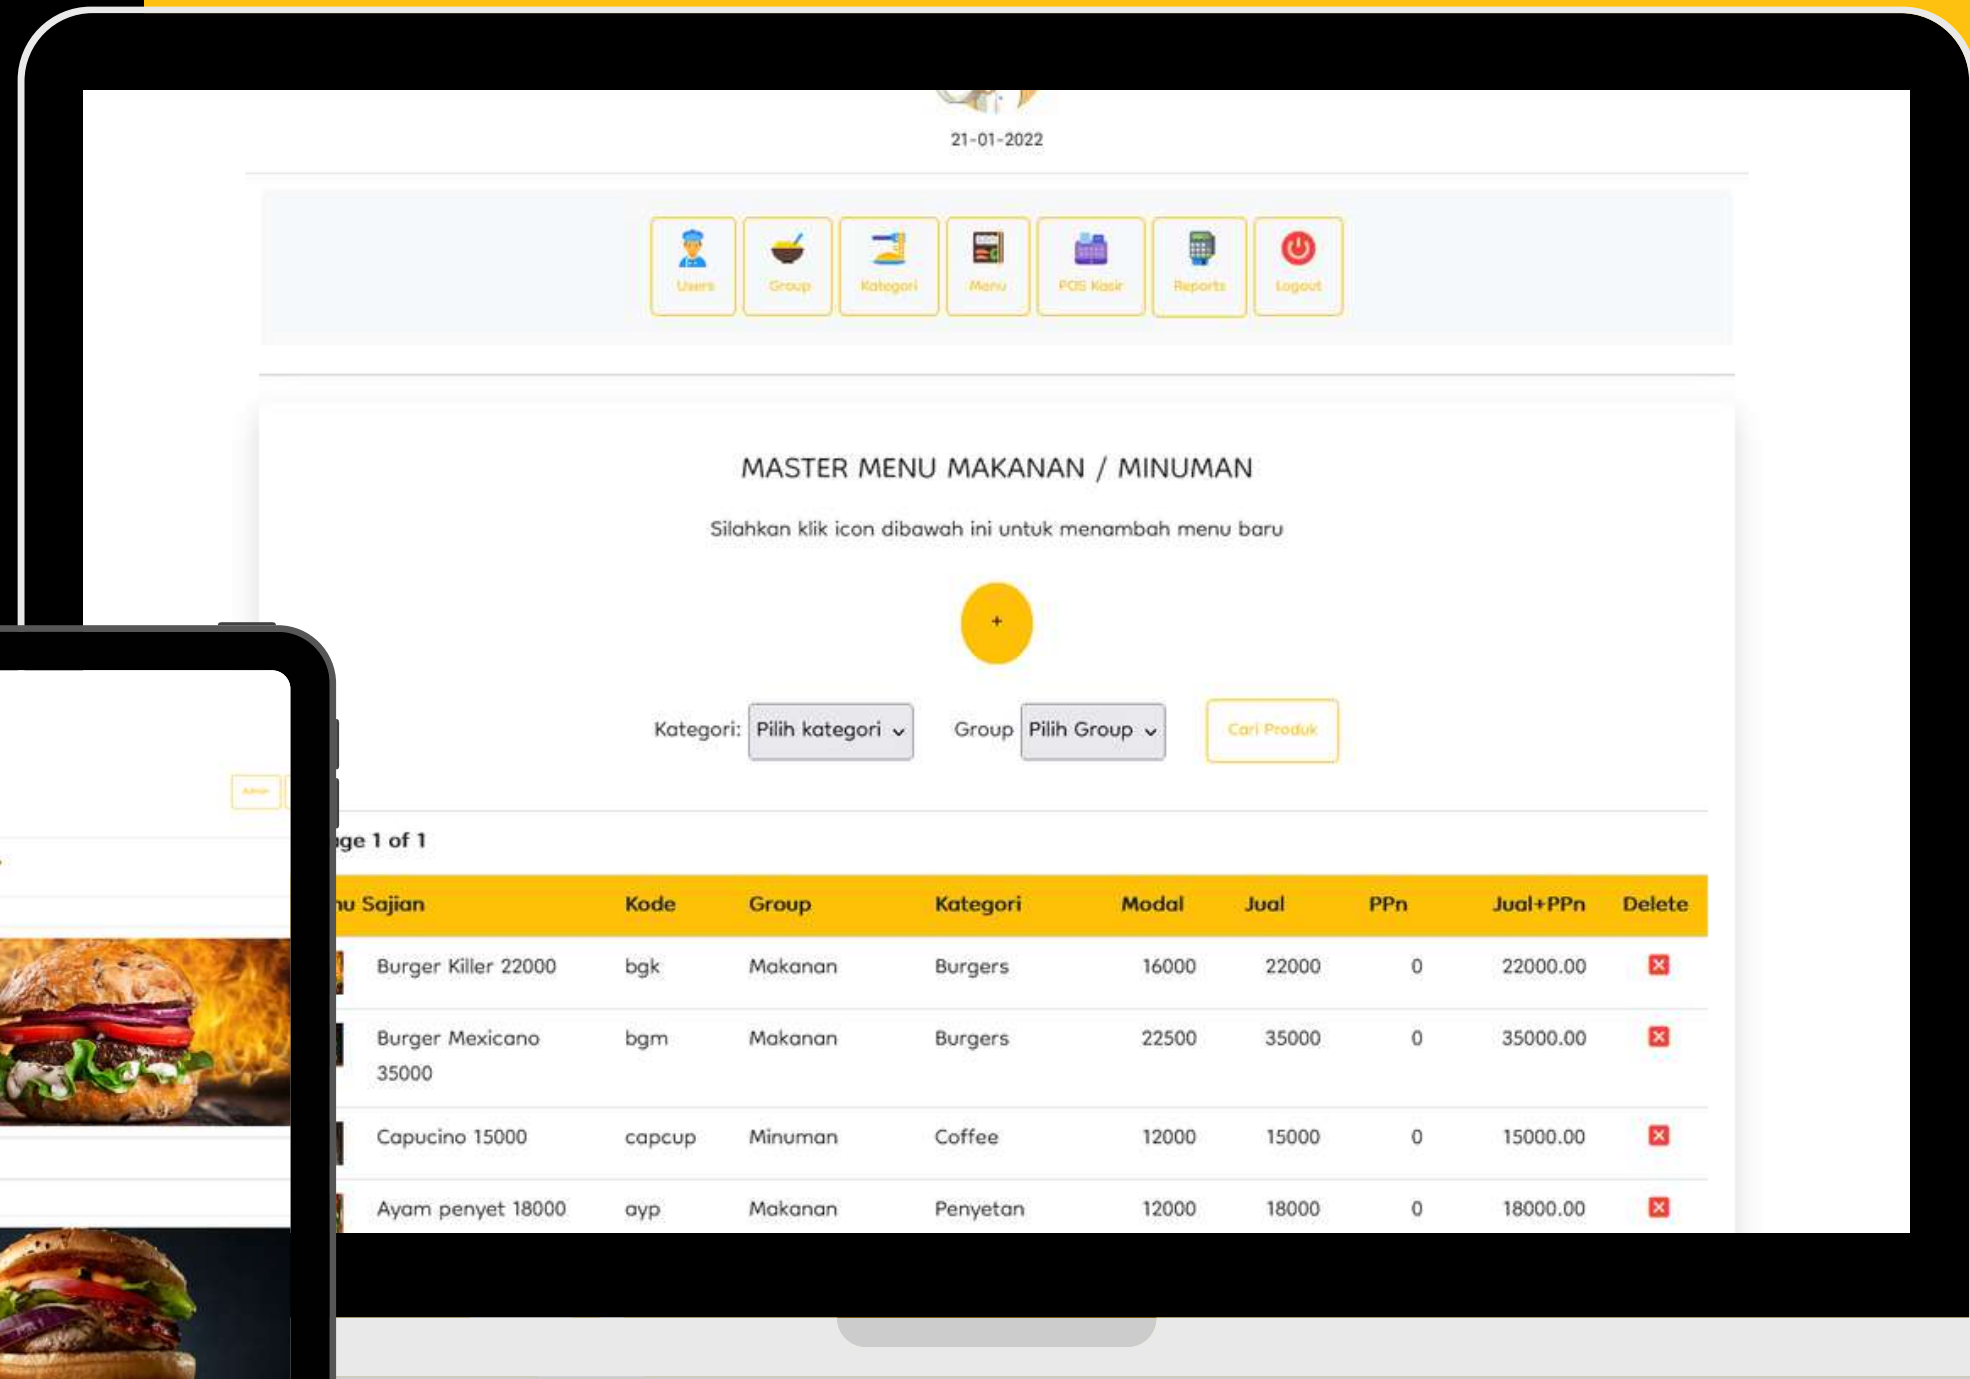 21-01-2022
Users Group Kategori Menu POS Kasir Reports Logout
MASTER MENU MAKANAN / MINUMAN
Silahkan klik icon dibawah ini untuk menambah menu baru
+
Kategori: Pilih kategori Group Pilih Group Cari Produk
Admin
age 1 of 1
nu Sajian Kode Group Kategori Modal Jual PPn Jual+PPn Delete
Burger Killer 22000 bgk Makanan Burgers 16000 22000 0 22000.00
Burger Mexicano bgm Makanan Burgers 22500 35000 0 35000.00
35000
Capucino 15000 capcup Minuman Coffee 12000 15000 0 15000.00
Ayam penyet 18000 ayp Makanan Penyetan 12000 18000 0 18000.00